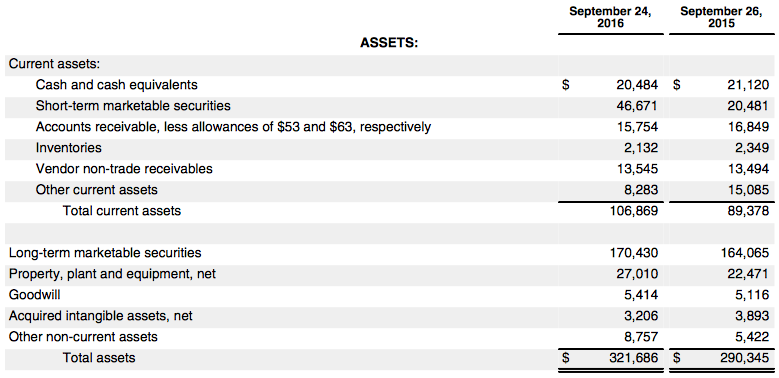 September 24, 2016 September 26, 2015
ASSETS:
Current assets:
Cash and cash equivalents $ 20,484 $ 21,120
Short-term marketable securities 46,671 20,481
Accounts receivable, less allowances of $53 and $63, respectively 15,754 16,849
Inventories 2,132 2,349
Vendor non-trade receivables 13,545 13,494
Other current assets 8,283 15,085
Total current assets 106,869 89,378
Long-term marketable securities 170,430 164,065
Property, plant and equipment, net 27,010 22,471
Goodwill 5,414 5,116
Acquired intangible assets, net 3,206 3,893
Other non-current assets 8,757 5,422
Total assets $ 321,686 $ 290,345